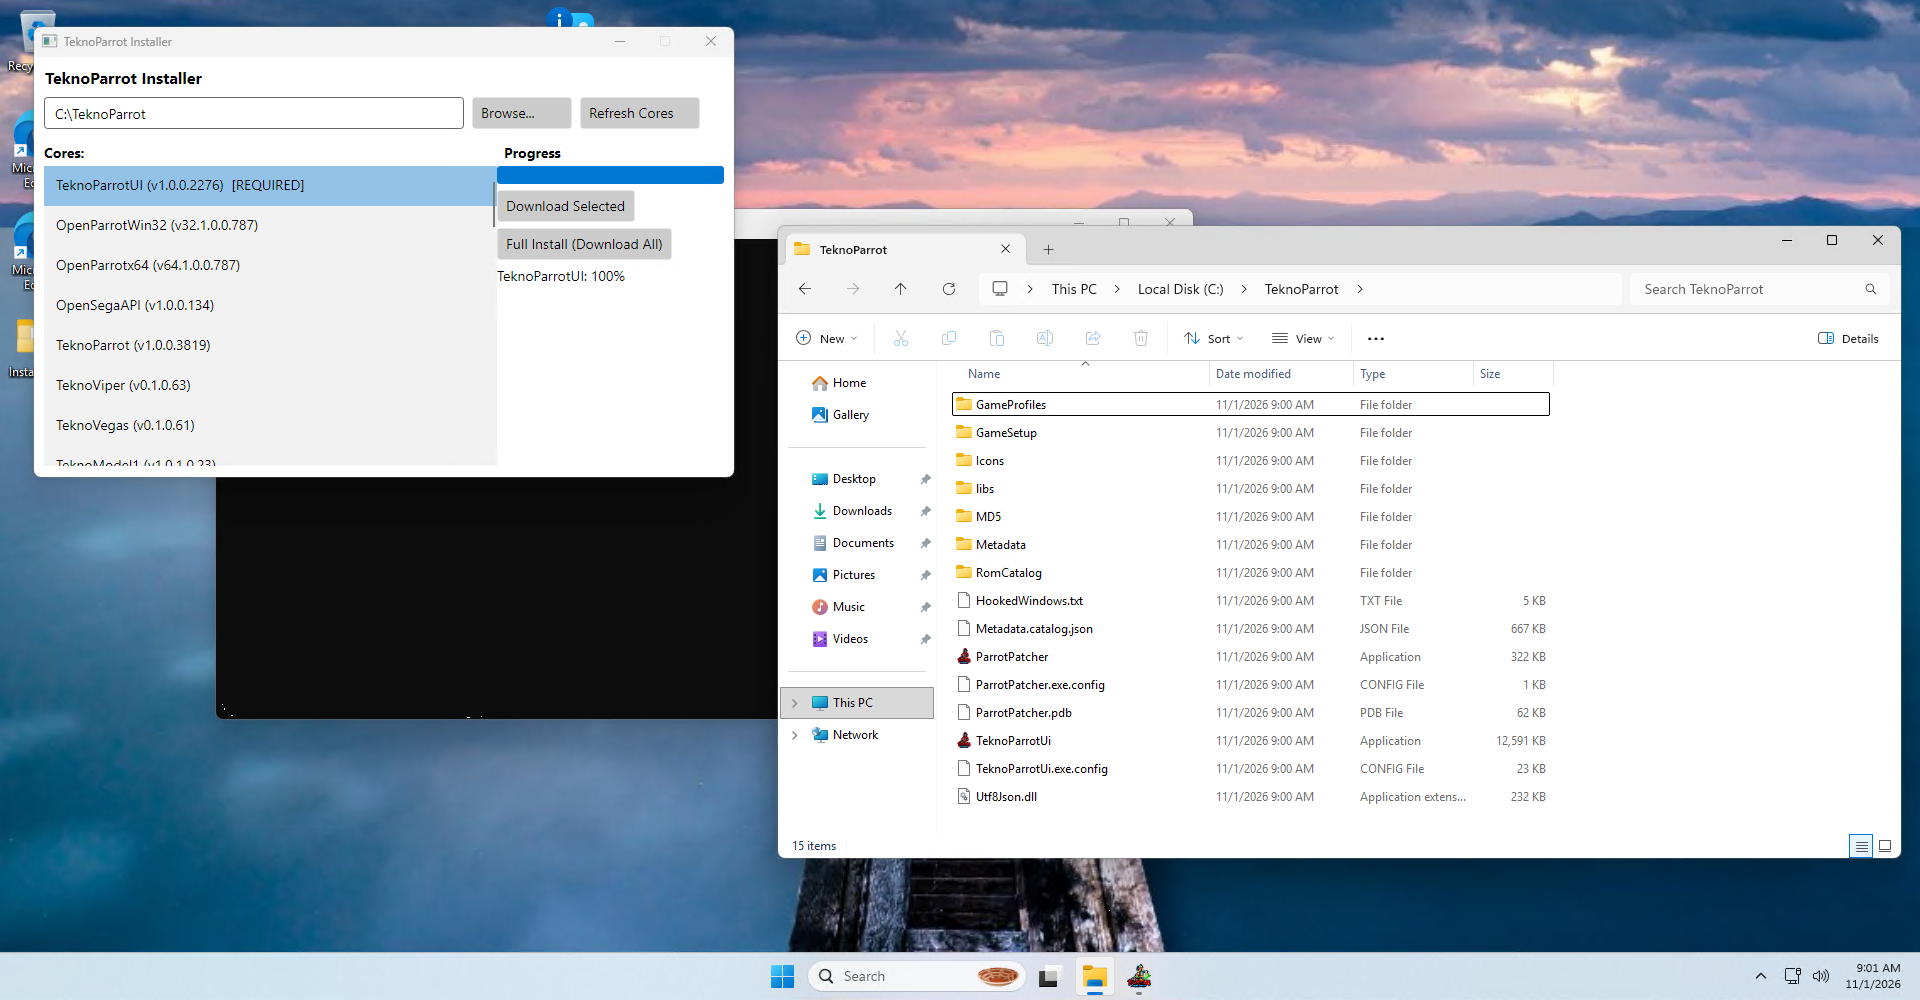 TeknoParrot Installer
TeknoParrot Installer
C:\TeknoParrot
Browse...
Refresh Cores
Cores:
Progress
TeknoParrotUI (v1.0.0.2276) [REQUIRED]
OpenParrotWin32 (v32.1.0.0.787)
OpenParrotx64 (v64.1.0.0.787)
OpenSegaAPI (v1.0.0.134)
TeknoParrot (v1.0.0.3819)
TeknoViper (v0.1.0.63)
TeknoVegas (v0.1.0.61)
TeknoModel1 (v1.0.1.0.23)
Download Selected
Full Install (Download All)
TeknoParrotUI: 100%
TeknoParrot
This PC
Local Disk (C:)
TeknoParrot
Search TeknoParrot
New
Sort
View
Details
Home
Gallery
Desktop
Downloads
Documents
Pictures
Music
Videos
This PC
Network
Name Date modified Type Size
GameProfiles 11/1/2026 9:00 AM File folder
GameSetup 11/1/2026 9:00 AM File folder
Icons 11/1/2026 9:00 AM File folder
libs 11/1/2026 9:00 AM File folder
MD5 11/1/2026 9:00 AM File folder
Metadata 11/1/2026 9:00 AM File folder
RomCatalog 11/1/2026 9:00 AM File folder
HookedWindows.txt 11/1/2026 9:00 AM TXT File 5 KB
Metadata.catalog.json 11/1/2026 9:00 AM JSON File 667 KB
ParrotPatcher 11/1/2026 9:00 AM Application 322 KB
ParrotPatcher.exe.config 11/1/2026 9:00 AM CONFIG File 1 KB
ParrotPatcher.pdb 11/1/2026 9:00 AM PDB File 62 KB
TeknoParrotUi 11/1/2026 9:00 AM Application 12,591 KB
TeknoParrotUi.exe.config 11/1/2026 9:00 AM CONFIG File 23 KB
Utf8Json.dll 11/1/2026 9:00 AM Application extens... 232 KB
15 items
Search
9:01 AM
11/1/2026